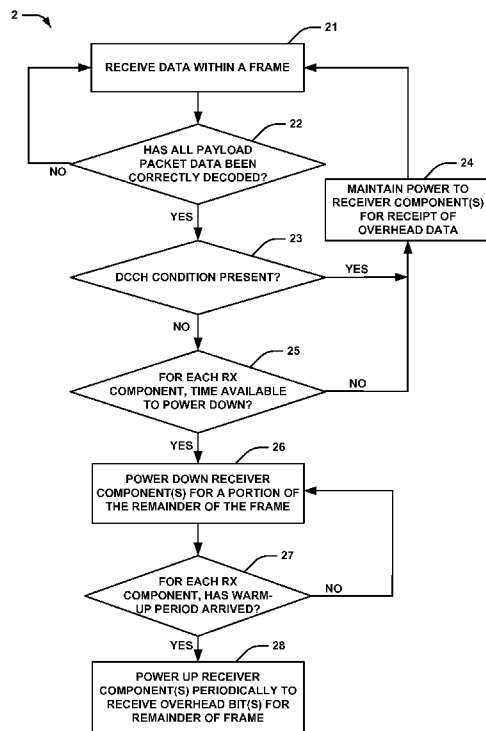 2
21
RECEIVE DATA WITHIN A FRAME
22
HAS ALL PAYLOAD
PACKET DATA BEEN
CORRECTLY DECODED?
NO
YES
24
MAINTAIN POWER TO
RECEIVER COMPONENT(S)
FOR RECEIPT OF
OVERHEAD DATA
23
DCCH CONDITION PRESENT?
YES
NO
25
FOR EACH RX
COMPONENT, TIME AVAILABLE
TO POWER DOWN?
NO
YES
26
POWER DOWN RECEIVER
COMPONENT(S) FOR A PORTION OF
THE REMAINDER OF THE FRAME
27
FOR EACH RX
COMPONENT, HAS WARM-
UP PERIOD ARRIVED?
NO
YES
28
POWER UP RECEIVER
COMPONENT(S) PERIODICALLY TO
RECEIVE OVERHEAD BIT(S) FOR
REMAINDER OF FRAME